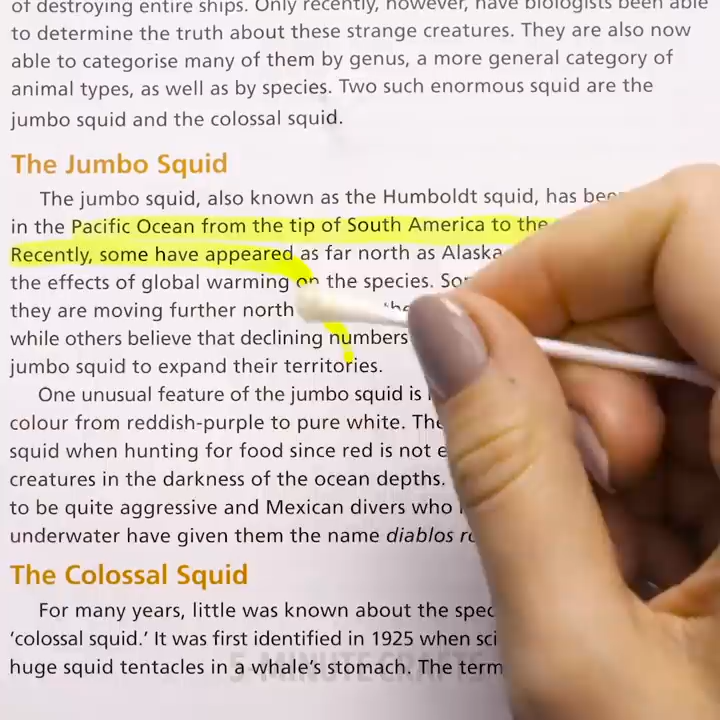 of destroying entire ships. Only recently, however, have biologists been able
to determine the truth about these strange creatures. They are also now
able to categorise many of them by genus, a more general category of
animal types, as well as by species. Two such enormous squid are the
jumbo squid and the colossal squid.
The Jumbo Squid
The jumbo squid, also known as the Humboldt squid, has
in the Pacific Ocean from the tip of South America to the
Recently, some have appeared as far north as Alaska
the effects of global warming on the species.
they are moving further north
while others believe that declining numbers
jumbo squid to expand their territories.
One unusual feature of the jumbo squid is
colour from reddish-purple to pure white.
squid when hunting for food since red is not
creatures in the darkness of the ocean depths.
to be quite aggressive and Mexican divers who
underwater have given them the name diablos
The Colossal Squid
For many years, little was known about the
'colossal squid.' It was first identified in 1925 when
huge squid tentacles in a whale's stomach. The term
5-MINUTE CRAFTS